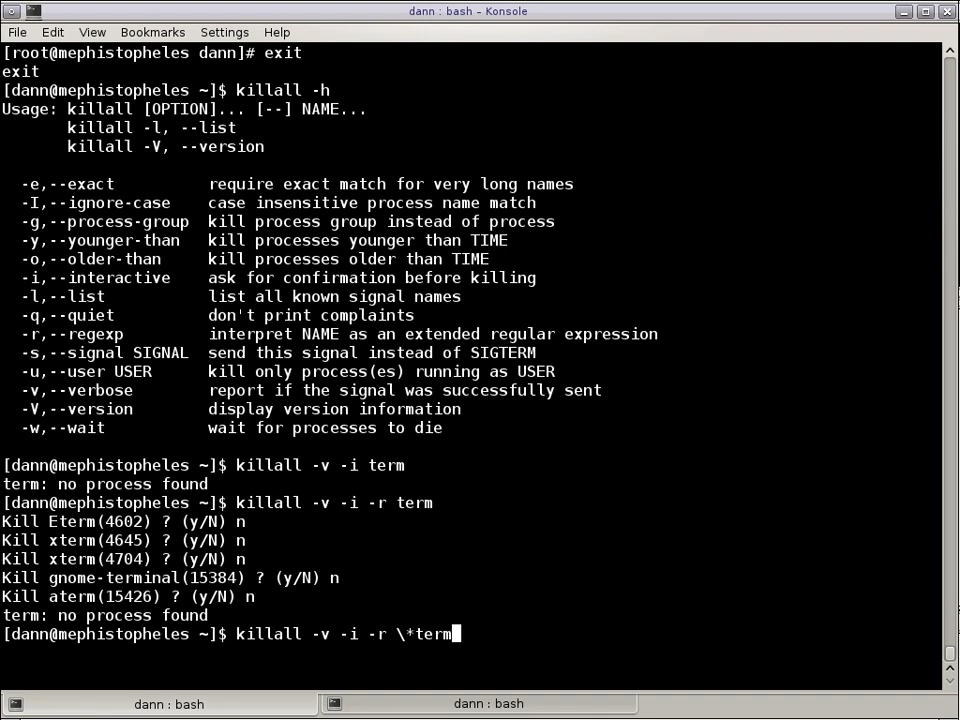 dann : bash - Konsole
File Edit View Bookmarks Settings Help
[root@mephistopheles dann]# exit
exit
[dann@mephistopheles ~]$ killall -h
Usage: killall [OPTION]... [--] NAME...
       killall -l, --list
       killall -V, --version

  -e,--exact          require exact match for very long names
  -I,--ignore-case    case insensitive process name match
  -g,--process-group  kill process group instead of process
  -y,--younger-than   kill processes younger than TIME
  -o,--older-than     kill processes older than TIME
  -i,--interactive    ask for confirmation before killing
  -l,--list           list all known signal names
  -q,--quiet          don't print complaints
  -r,--regexp         interpret NAME as an extended regular expression
  -s,--signal SIGNAL  send this signal instead of SIGTERM
  -u,--user USER      kill only process(es) running as USER
  -v,--verbose        report if the signal was successfully sent
  -V,--version        display version information
  -w,--wait           wait for processes to die

[dann@mephistopheles ~]$ killall -v -i term
term: no process found
[dann@mephistopheles ~]$ killall -v -i -r term
Kill Eterm(4602) ? (y/N) n
Kill xterm(4645) ? (y/N) n
Kill xterm(4704) ? (y/N) n
Kill gnome-terminal(15384) ? (y/N) n
Kill aterm(15426) ? (y/N) n
term: no process found
[dann@mephistopheles ~]$ killall -v -i -r \*term
dann : bash dann : bash